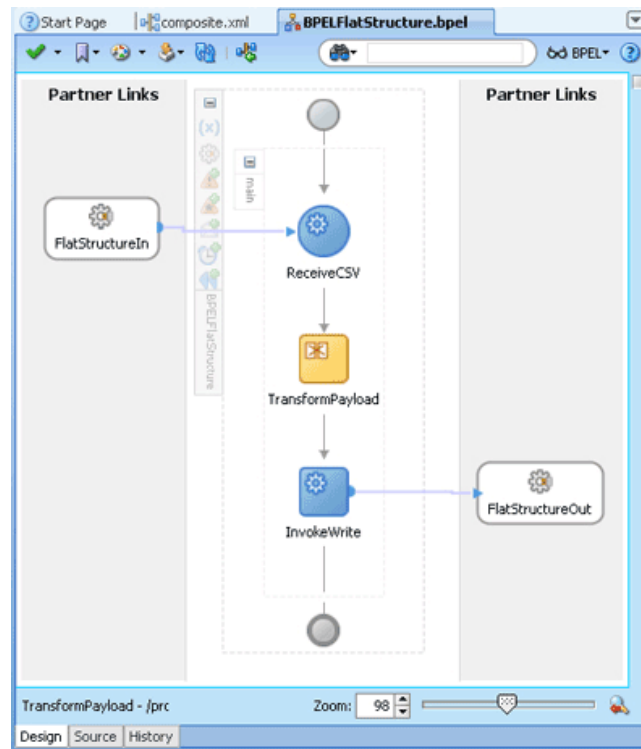 Start Page
composite.xml
BPELFlatStructure.bpel
BPEL
Partner Links
Partner Links
(x)
main
FlatStructureIn
ReceiveCSV
BPELFlatStructure
TransformPayload
FlatStructureOut
InvokeWrite
TransformPayload - /prc
Zoom: 98
Design Source History